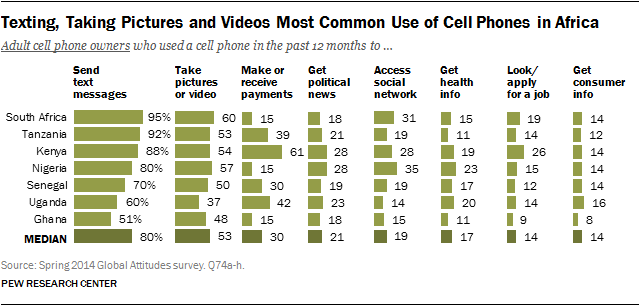 Texting, Taking Pictures and Videos Most Common Use of Cell Phones in Africa
Adult cell phone owners who used a cell phone in the past 12 months to ...
Send text messages
Take pictures or video
Make or receive payments
Get political news
Access social network
Get health info
Look/ apply for a job
Get consumer info
South Africa 95% 60 15 18 31 15 19 14
Tanzania 92% 53 39 21 19 11 14 12
Kenya 88% 54 61 28 28 19 26 14
Nigeria 80% 57 15 28 35 23 15 14
Senegal 70% 50 30 19 19 17 12 14
Uganda 60% 37 42 23 14 20 14 16
Ghana 51% 48 15 18 15 11 9 8
MEDIAN 80% 53 30 21 19 17 14 14
Source: Spring 2014 Global Attitudes survey. Q74a-h.
PEW RESEARCH CENTER